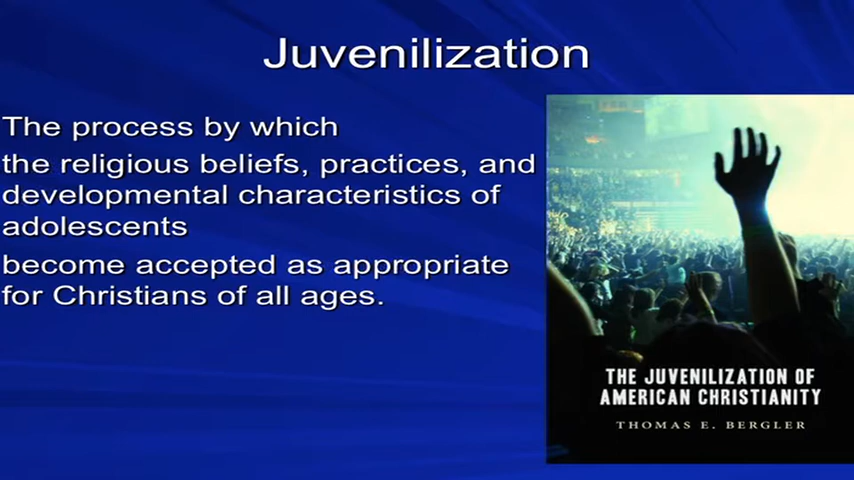 Juvenilization
The process by which
the religious beliefs, practices, and
developmental characteristics of
adolescents
become accepted as appropriate
for Christians of all ages.
THE JUVENILIZATION OF
AMERICAN CHRISTIANITY
THOMAS E. BERGLER